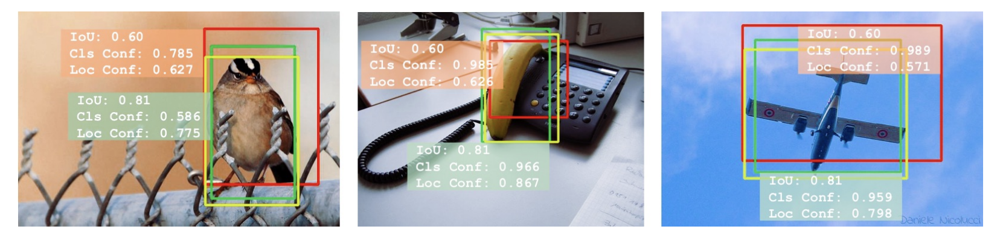 IoU: 0.60
Cls Conf: 0.785
Loc Conf: 0.627
IoU: 0.81
Cls Conf: 0.586
Loc Conf: 0.775
IoU: 0.60
Cls Conf: 0.985
Loc Conf: 0.626
IoU: 0.81
Cls Conf: 0.966
Loc Conf: 0.867
IoU: 0.60
Cls Conf: 0.989
Loc Conf: 0.571
IoU: 0.81
Cls Conf: 0.959
Loc Conf: 0.798
Daniele Nicolucci